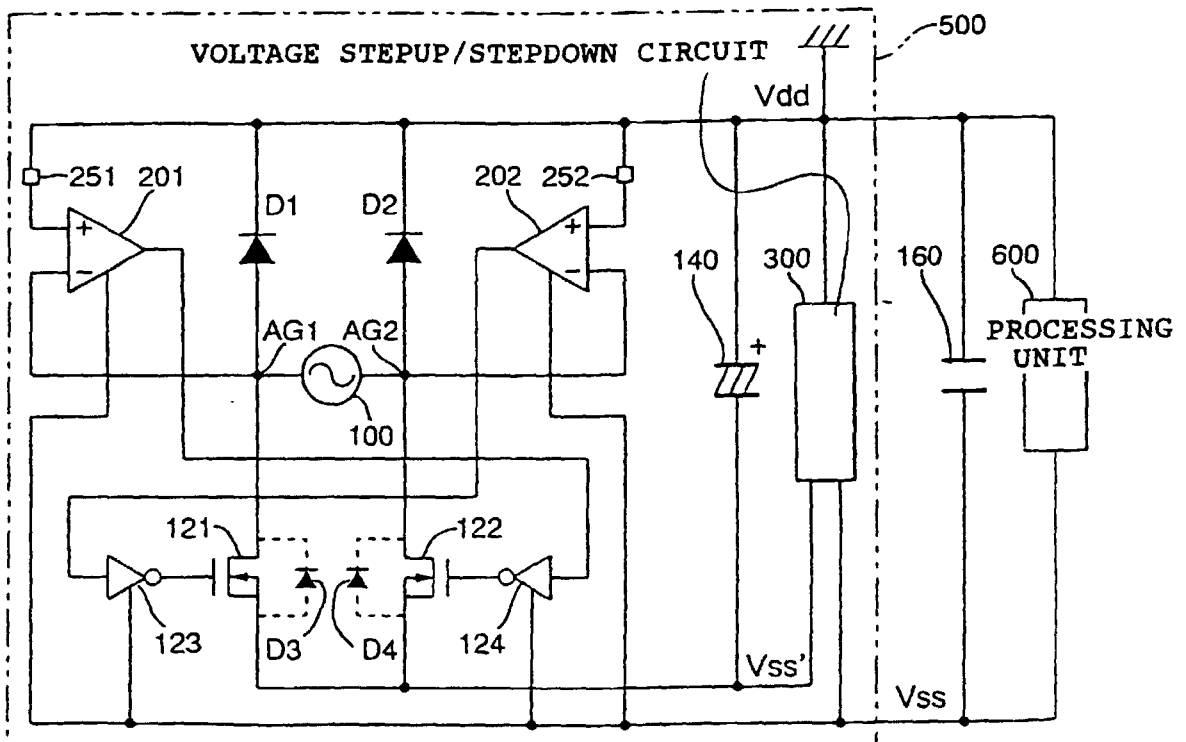 VOLTAGE STEPUP/STEPDOWN CIRCUIT
500
Vdd
251
201
D1
D2
202
252
+
−
+
−
140
300
160
600
PROCESSING
UNIT
AG1
AG2
+
100
121
122
123
D3
D4
124
Vss'
Vss